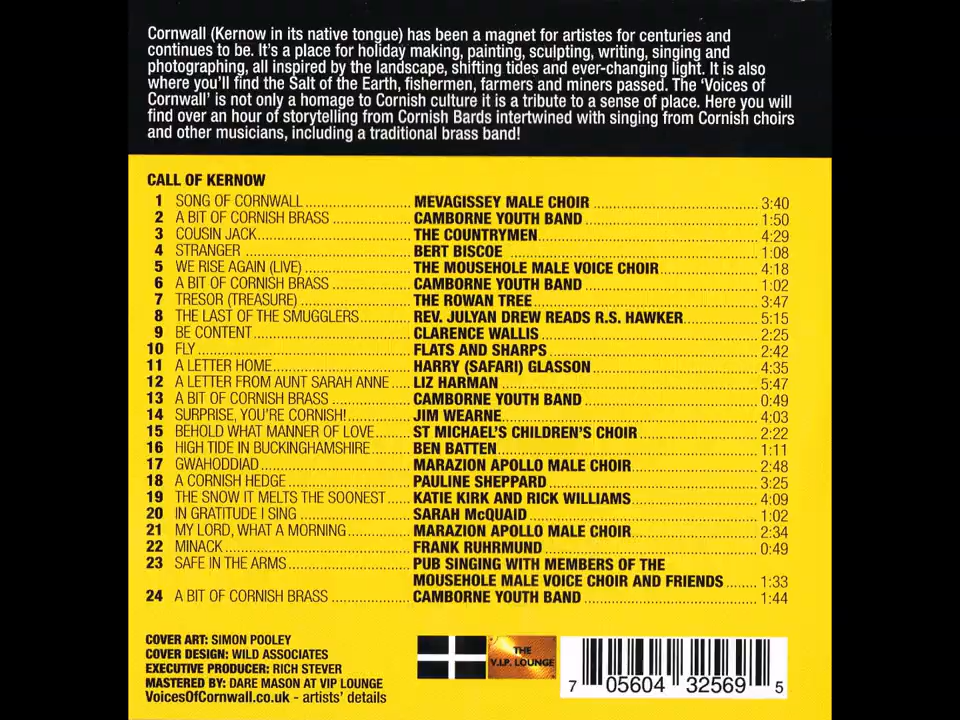 Cornwall (Kernow in its native tongue) has been a magnet for artistes for centuries and
continues to be. It's a place for holiday making, painting, sculpting, writing, singing and
photographing, all inspired by the landscape, shifting tides and ever-changing light. It is also
where you'll find the Salt of the Earth, fishermen, farmers and miners passed. The 'Voices of
Cornwall' is not only a homage to Cornish culture it is a tribute to a sense of place. Here you will
find over an hour of storytelling from Cornish Bards intertwined with singing from Cornish choirs
and other musicians, including a traditional brass band!
CALL OF KERNOW
1 SONG OF CORNWALL MEVAGISSEY MALE CHOIR 3:40
2 A BIT OF CORNISH BRASS CAMBORNE YOUTH BAND 1:50
3 COUSIN JACK THE COUNTRYMEN 4:29
4 STRANGER BERT BISCOE 1:08
5 WE RISE AGAIN (LIVE) THE MOUSEHOLE MALE VOICE CHOIR 4:18
6 A BIT OF CORNISH BRASS CAMBORNE YOUTH BAND 1:02
7 TRESOR (TREASURE) THE ROWAN TREE 3:47
8 THE LAST OF THE SMUGGLERS REV. JULYAN DREW READS R.S. HAWKER 5:15
9 BE CONTENT CLARENCE WALLIS 2:25
10 FLY FLATS AND SHARPS 2:42
11 A LETTER HOME HARRY (SAFARI) GLASSON 4:35
12 A LETTER FROM AUNT SARAH ANNE LIZ HARMAN 5:47
13 A BIT OF CORNISH BRASS CAMBORNE YOUTH BAND 0:49
14 SURPRISE, YOU'RE CORNISH! JIM WEARNE 4:03
15 BEHOLD WHAT MANNER OF LOVE ST MICHAEL'S CHILDREN'S CHOIR 2:22
16 HIGH TIDE IN BUCKINGHAMSHIRE BEN BATTEN 1:11
17 GWAHODDIAD MARAZION APOLLO MALE CHOIR 2:48
18 A CORNISH HEDGE PAULINE SHEPPARD 3:25
19 THE SNOW IT MELTS THE SOONEST KATIE KIRK AND RICK WILLIAMS 4:09
20 IN GRATITUDE I SING SARAH McQUAID 1:02
21 MY LORD, WHAT A MORNING MARAZION APOLLO MALE CHOIR 2:34
22 MINACK FRANK RUHRMUND 0:49
23 SAFE IN THE ARMS PUB SINGING WITH MEMBERS OF THE
MOUSEHOLE MALE VOICE CHOIR AND FRIENDS 1:33
24 A BIT OF CORNISH BRASS CAMBORNE YOUTH BAND 1:44
COVER ART: SIMON POOLEY
COVER DESIGN: WILD ASSOCIATES
EXECUTIVE PRODUCER: RICH STEVER
MASTERED BY: DARE MASON AT VIP LOUNGE
VoicesOfCornwall.co.uk - artists' details
THE
V.I.P. LOUNGE
7 05604 32569 5